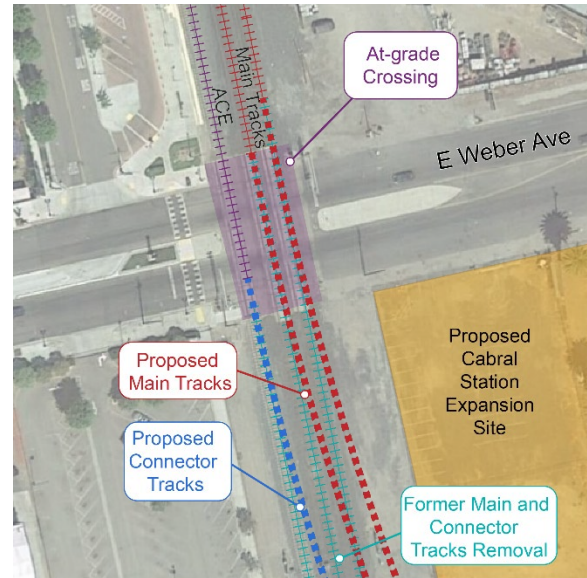 At-grade
Crossing
Main Tracks
ACE
E Weber Ave
Proposed
Main Tracks
Proposed
Cabral
Station
Expansion
Site
Proposed
Connector
Tracks
Former Main and
Connector
Tracks Removal